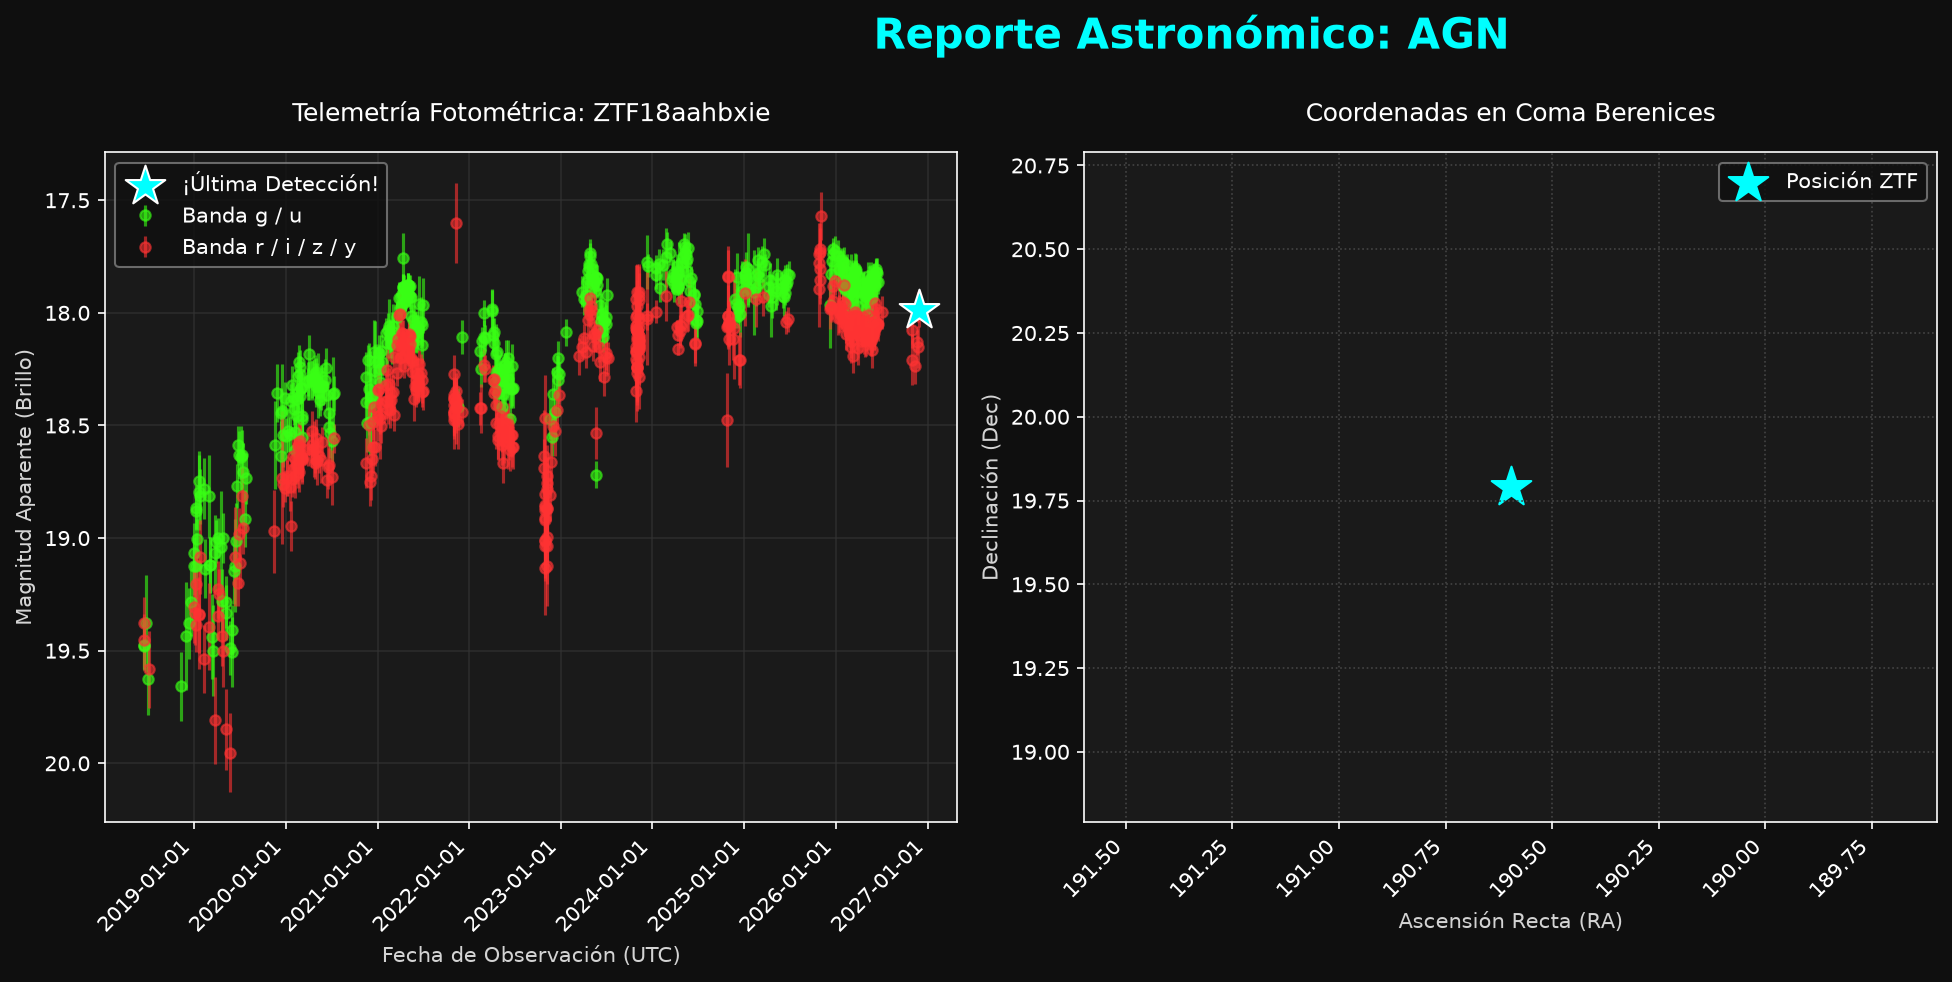 Reporte Astronómico: AGN
Telemetría Fotométrica: ZTF18aahbxie
¡Última Detección!
Banda g / u
Banda r / i / z / y
17.5
18.0
18.5
19.0
19.5
20.0
Magnitud Aparente (Brillo)
2019-01-01
2020-01-01
2021-01-01
2022-01-01
2023-01-01
2024-01-01
2025-01-01
2026-01-01
2027-01-01
Fecha de Observación (UTC)
Coordenadas en Coma Berenices
Posición ZTF
20.75
20.50
20.25
20.00
19.75
19.50
19.25
19.00
Declinación (Dec)
191.50
191.25
191.00
190.75
190.50
190.25
190.00
189.75
Ascensión Recta (RA)